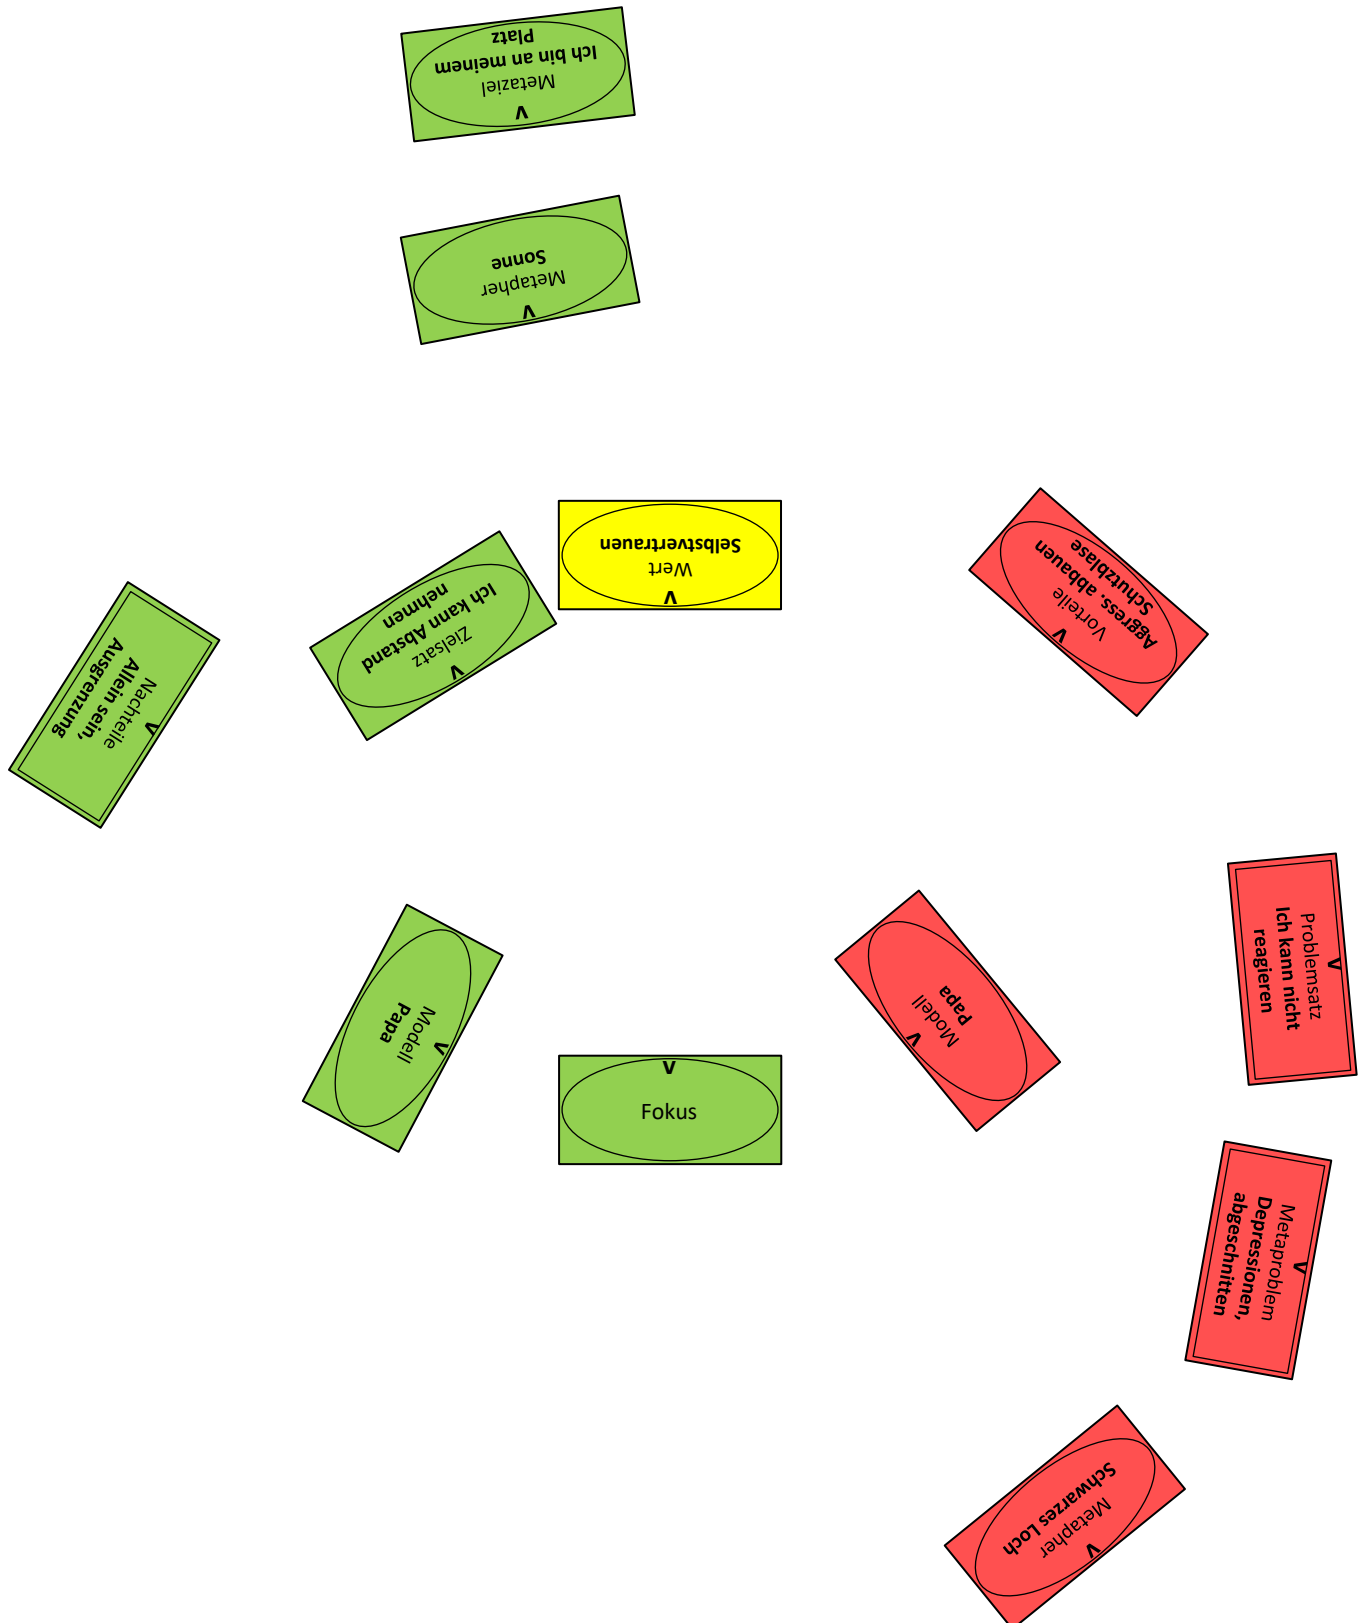 Metaziel
Ich bin an meinem
Platz
Metapher
Sonne
Wert
Selbstvertrauen
Zielsatz
Ich kann Abstand
nehmen
Vorteile
Aggress. abbauen
Schutzblase
Nachteile
Allein sein,
Ausgrenzung
Problemsatz
Ich kann nicht
reagieren
Modell
Papa
Modell
Papa
Fokus
Metaproblem
Depressionen,
abgeschnitten
Metapher
Schwarzes Loch